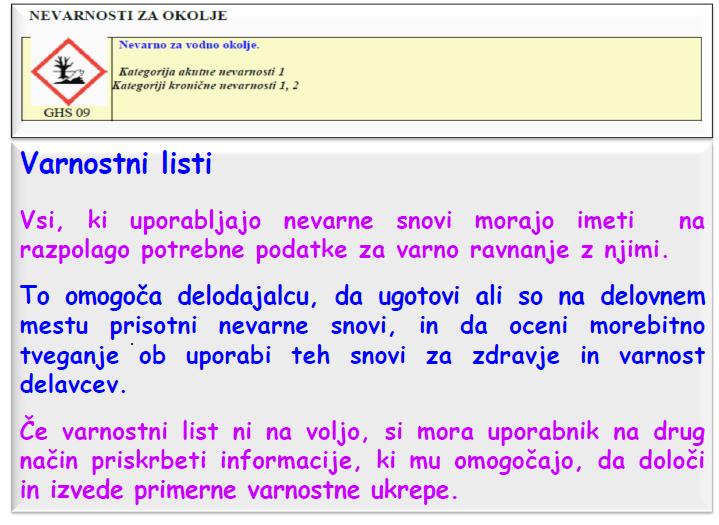 NEVARNOSTI ZA OKOLJE
Nevarno za vodno okolje.
Kategorija akutne nevarnosti 1
Kategoriji kronične nevarnosti 1, 2
GHS 09
Varnostni listi
Vsi, ki uporabljajo nevarne snovi morajo imeti na
razpolago potrebne podatke za varno ravnanje z njimi.
To omogoča delodajalcu, da ugotovi ali so na delovnem
mestu prisotni nevarne snovi, in da oceni morebitno
tveganje ob uporabi teh snovi za zdravje in varnost
delavcev.
Če varnostni list ni na voljo, si mora uporabnik na drug
način priskrbeti informacije, ki mu omogočajo, da določi
in izvede primerne varnostne ukrepe.